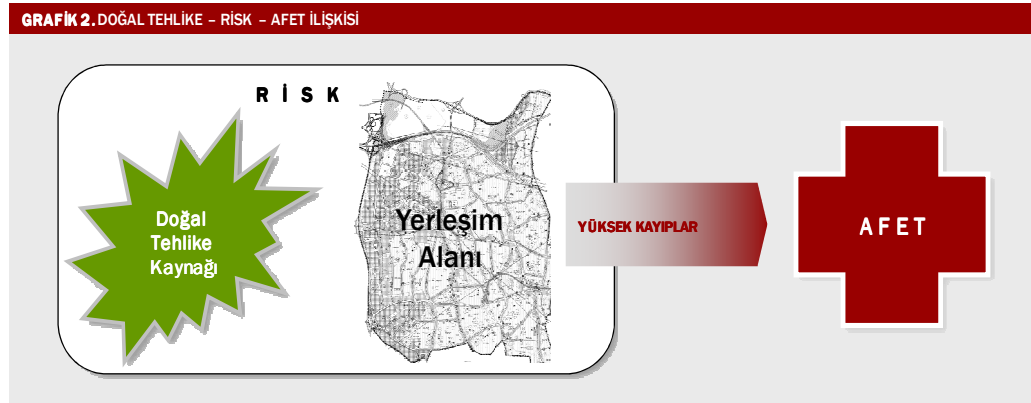 GRAFİK 2. DOĞAL TEHLİKE – RİSK – AFET İLİŞKİSİ
R İ S K
Doğal
Tehlike
Kaynağı
Yerleşim
Alanı
YÜKSEK KAYIPLAR
A F E T